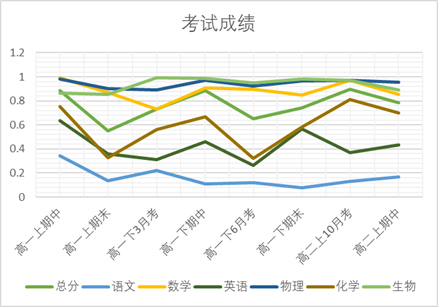 考试成绩
1.2
1
0.8
0.6
0.4
0.2
0
高一上期中
高一上期末
高一下3月考
高一下期中
高一下6月考
高一下期末
高二上10月考
高二上期中
总分 语文 数学 英语 物理 化学 生物